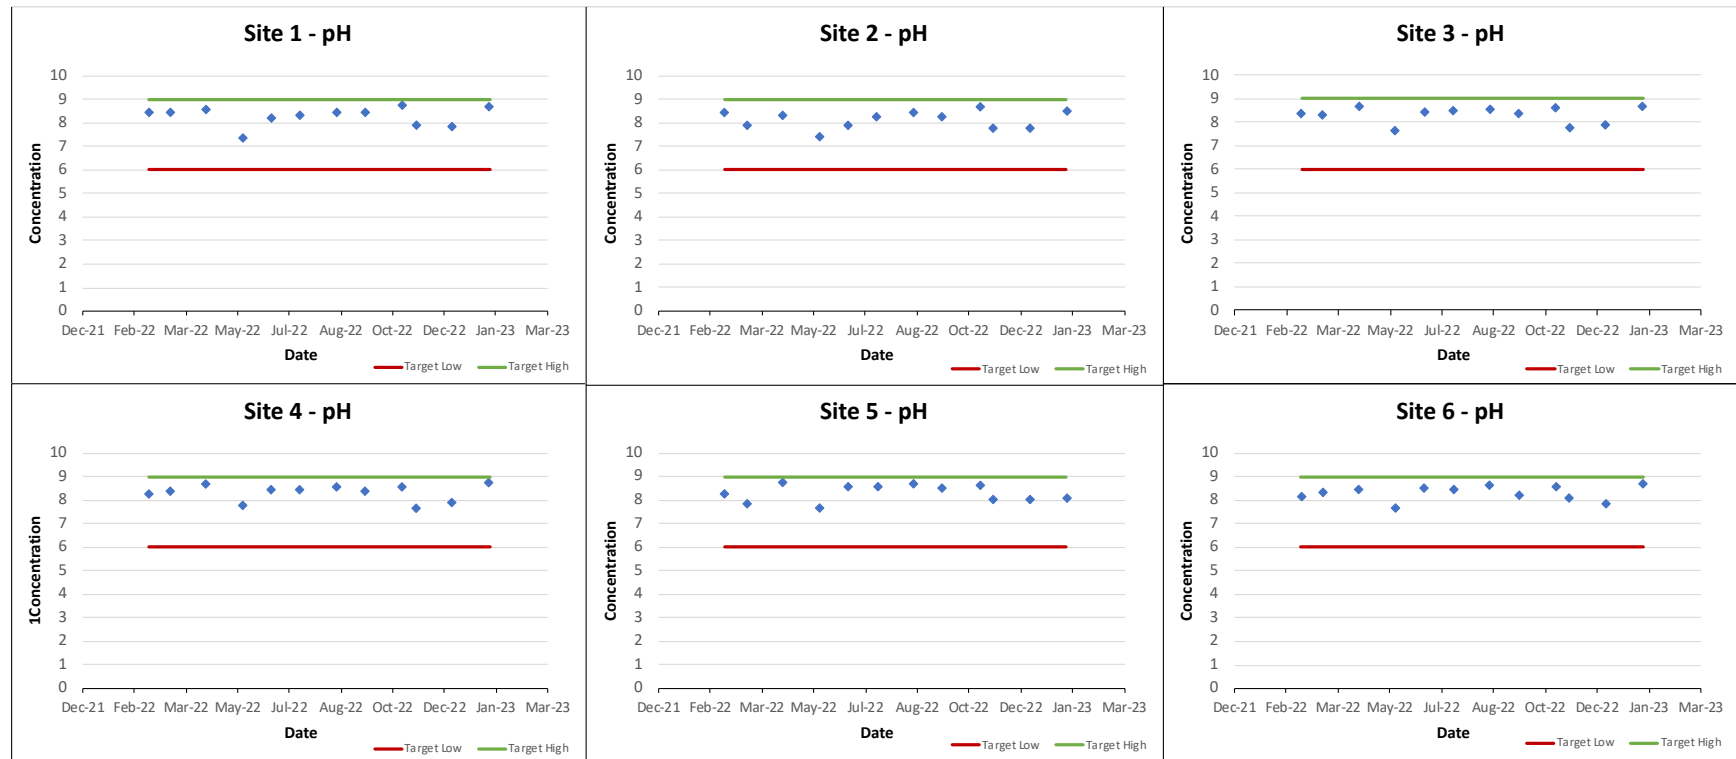 Site 1 - pH
10
9
8
7
6
5
4
3
2
1
0
Concentration
Dec-21 Feb-22 Mar-22 May-22 Jul-22 Aug-22 Oct-22 Dec-22 Jan-23 Mar-23
Date
Target Low Target High
Site 2 - pH
10
9
8
7
6
5
4
3
2
1
0
Concentration
Dec-21 Feb-22 Mar-22 May-22 Jul-22 Aug-22 Oct-22 Dec-22 Jan-23 Mar-23
Date
Target Low Target High
Site 3 - pH
10
9
8
7
6
5
4
3
2
1
0
Concentration
Dec-21 Feb-22 Mar-22 May-22 Jul-22 Aug-22 Oct-22 Dec-22 Jan-23 Mar-23
Date
Target Low Target High
Site 4 - pH
10
9
8
7
6
5
4
3
2
1
0
1Concentration
Dec-21 Feb-22 Mar-22 May-22 Jul-22 Aug-22 Oct-22 Dec-22 Jan-23 Mar-23
Date
Target Low Target High
Site 5 - pH
10
9
8
7
6
5
4
3
2
1
0
Concentration
Dec-21 Feb-22 Mar-22 May-22 Jul-22 Aug-22 Oct-22 Dec-22 Jan-23 Mar-23
Date
Target Low Target High
Site 6 - pH
10
9
8
7
6
5
4
3
2
1
0
Concentration
Dec-21 Feb-22 Mar-22 May-22 Jul-22 Aug-22 Oct-22 Dec-22 Jan-23 Mar-23
Date
Target Low Target High